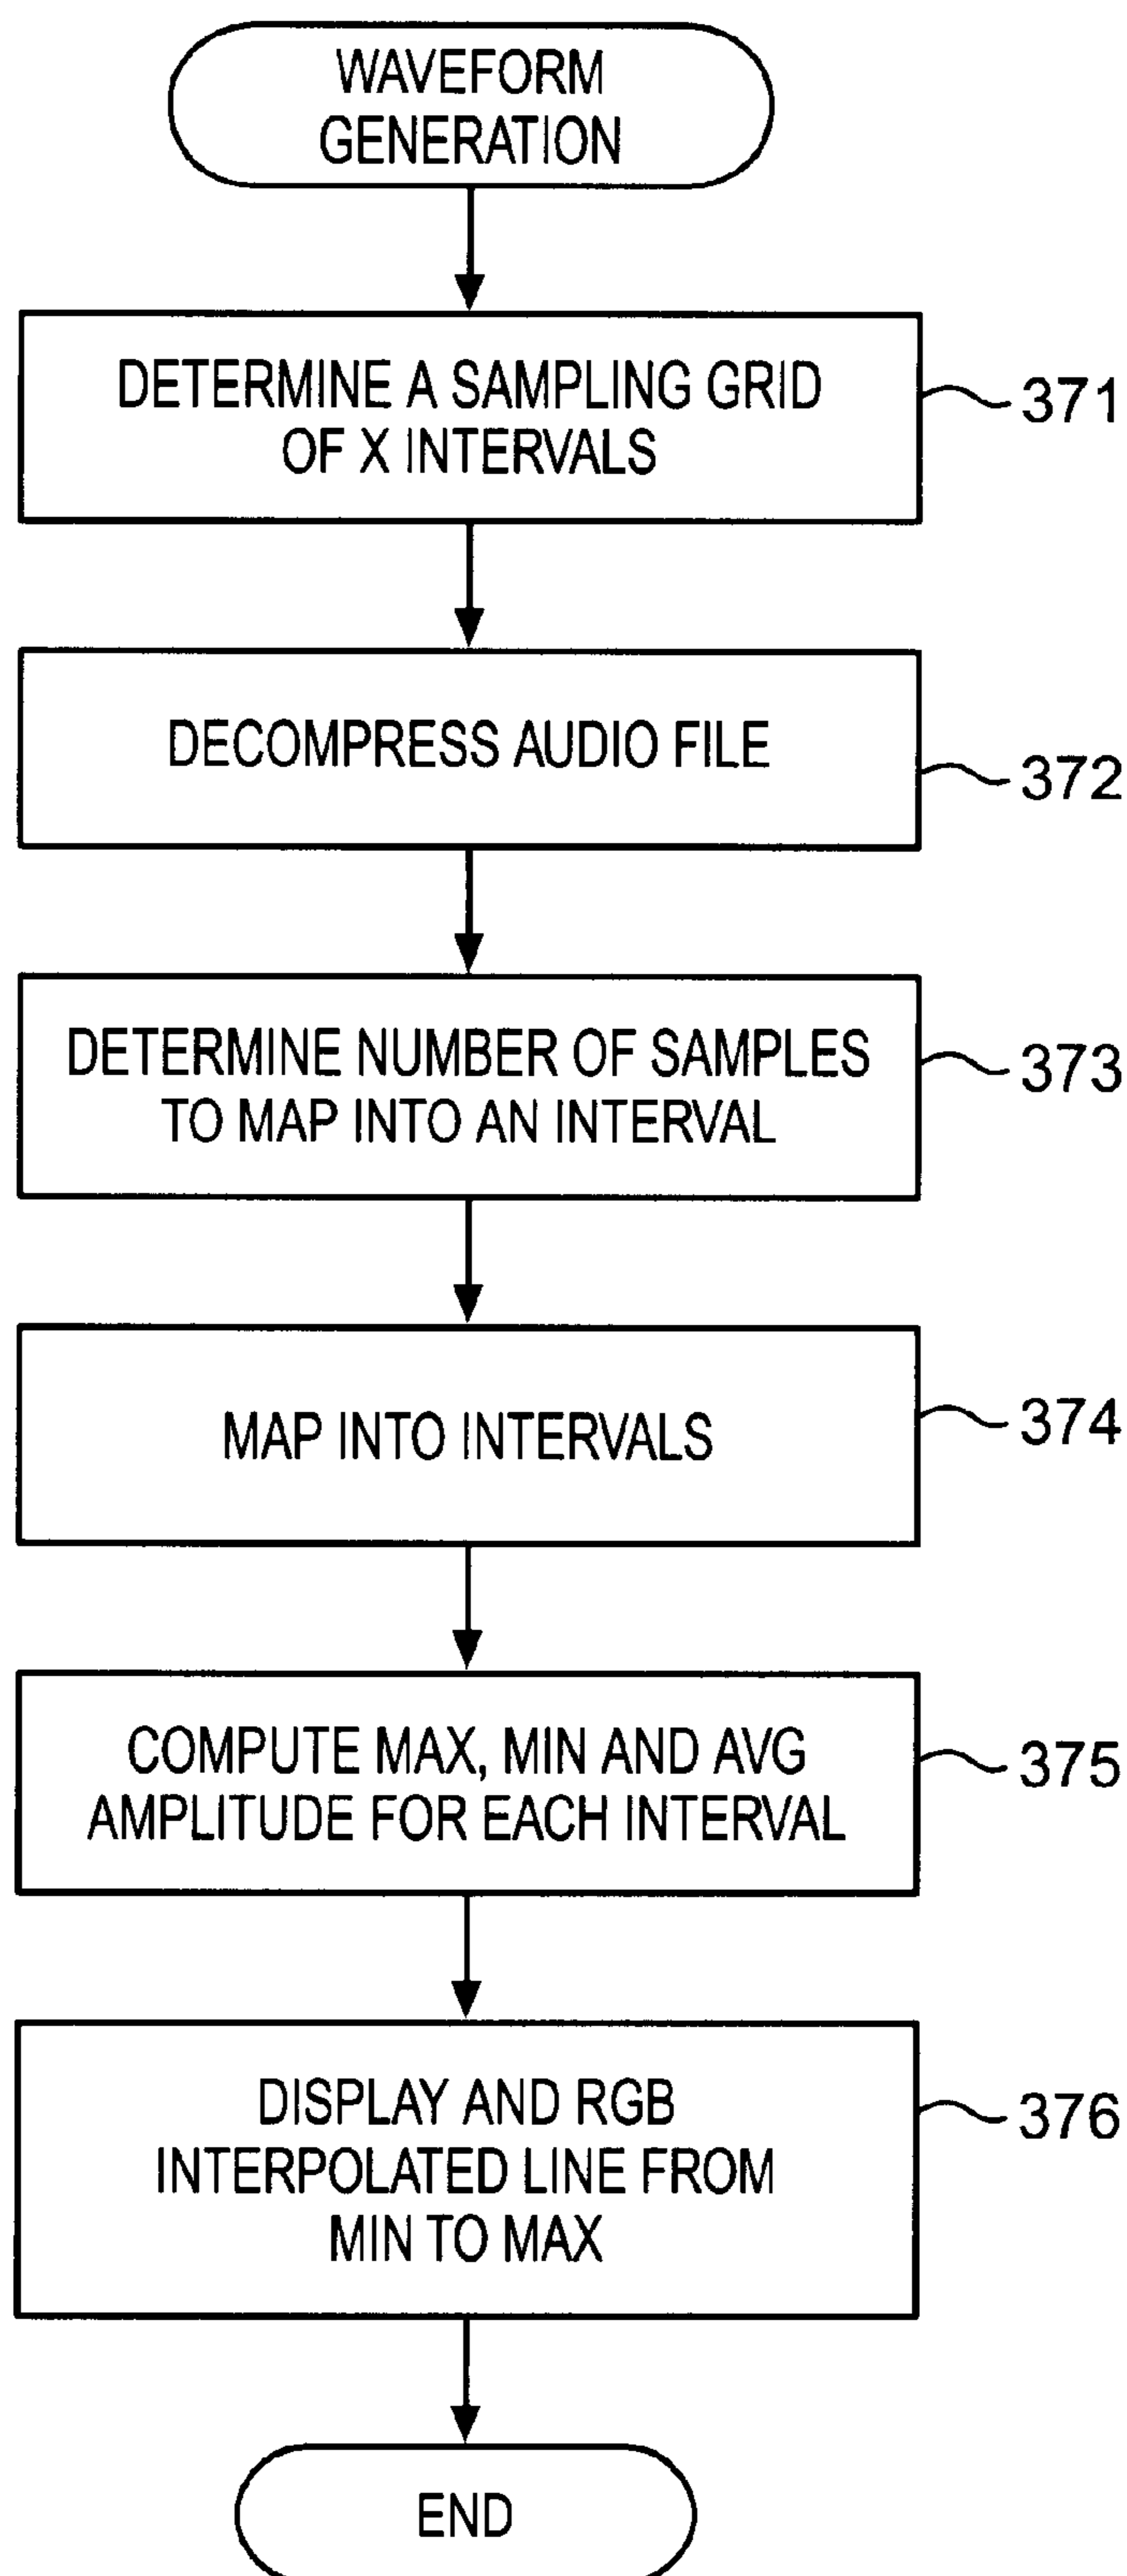 WAVEFORM
GENERATION
DETERMINE A SAMPLING GRID
OF X INTERVALS
371
DECOMPRESS AUDIO FILE
372
DETERMINE NUMBER OF SAMPLES
TO MAP INTO AN INTERVAL
373
MAP INTO INTERVALS
374
COMPUTE MAX, MIN AND AVG
AMPLITUDE FOR EACH INTERVAL
375
DISPLAY AND RGB
INTERPOLATED LINE FROM
MIN TO MAX
376
END